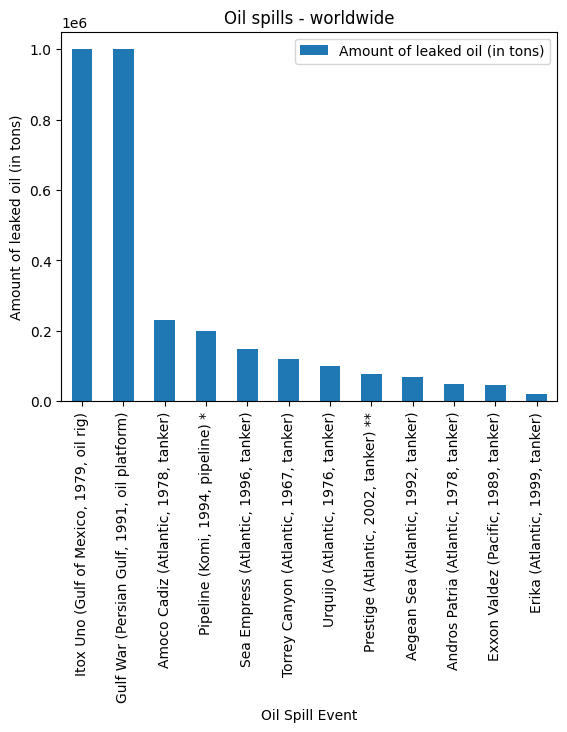 Oil spills - worldwide
1e6
Amount of leaked oil (in tons)
Amount of leaked oil (in tons)
1.0
0.8
0.6
0.4
0.2
0.0
Itox Uno (Gulf of Mexico, 1979, oil rig)
Gulf War (Persian Gulf, 1991, oil platform)
Amoco Cadiz (Atlantic, 1978, tanker)
Pipeline (Komi, 1994, pipeline) *
Sea Empress (Atlantic, 1996, tanker)
Torrey Canyon (Atlantic, 1967, tanker)
Urquijo (Atlantic, 1976, tanker)
Prestige (Atlantic, 2002, tanker) **
Aegean Sea (Atlantic, 1992, tanker)
Andros Patria (Atlantic, 1978, tanker)
Exxon Valdez (Pacific, 1989, tanker)
Erika (Atlantic, 1999, tanker)
Oil Spill Event